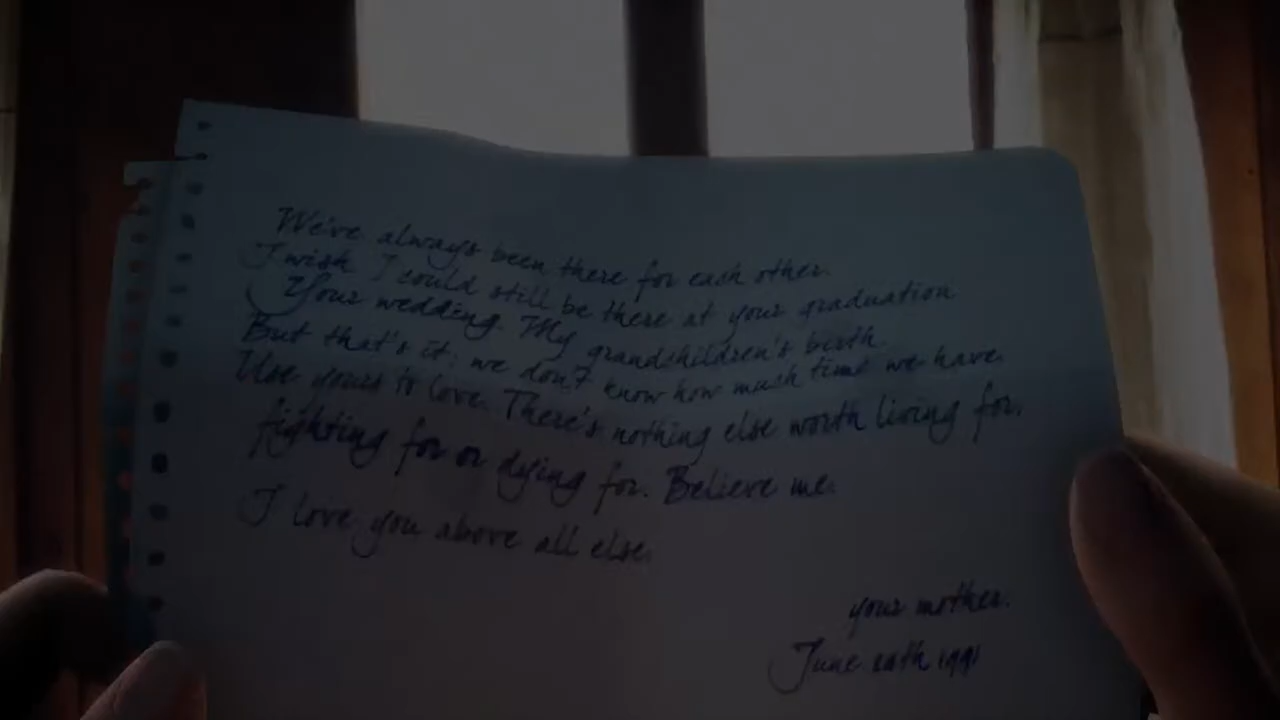 We've always been there for each other.
I wish I could still be there at your graduation
Your wedding. My grandchildren's birth
But that's it, we don't know how much time we have.
Use yours to love. There's nothing else worth living for,
fighting for or dying for. Believe me.
I love you above all else.
your mother.
June 1991